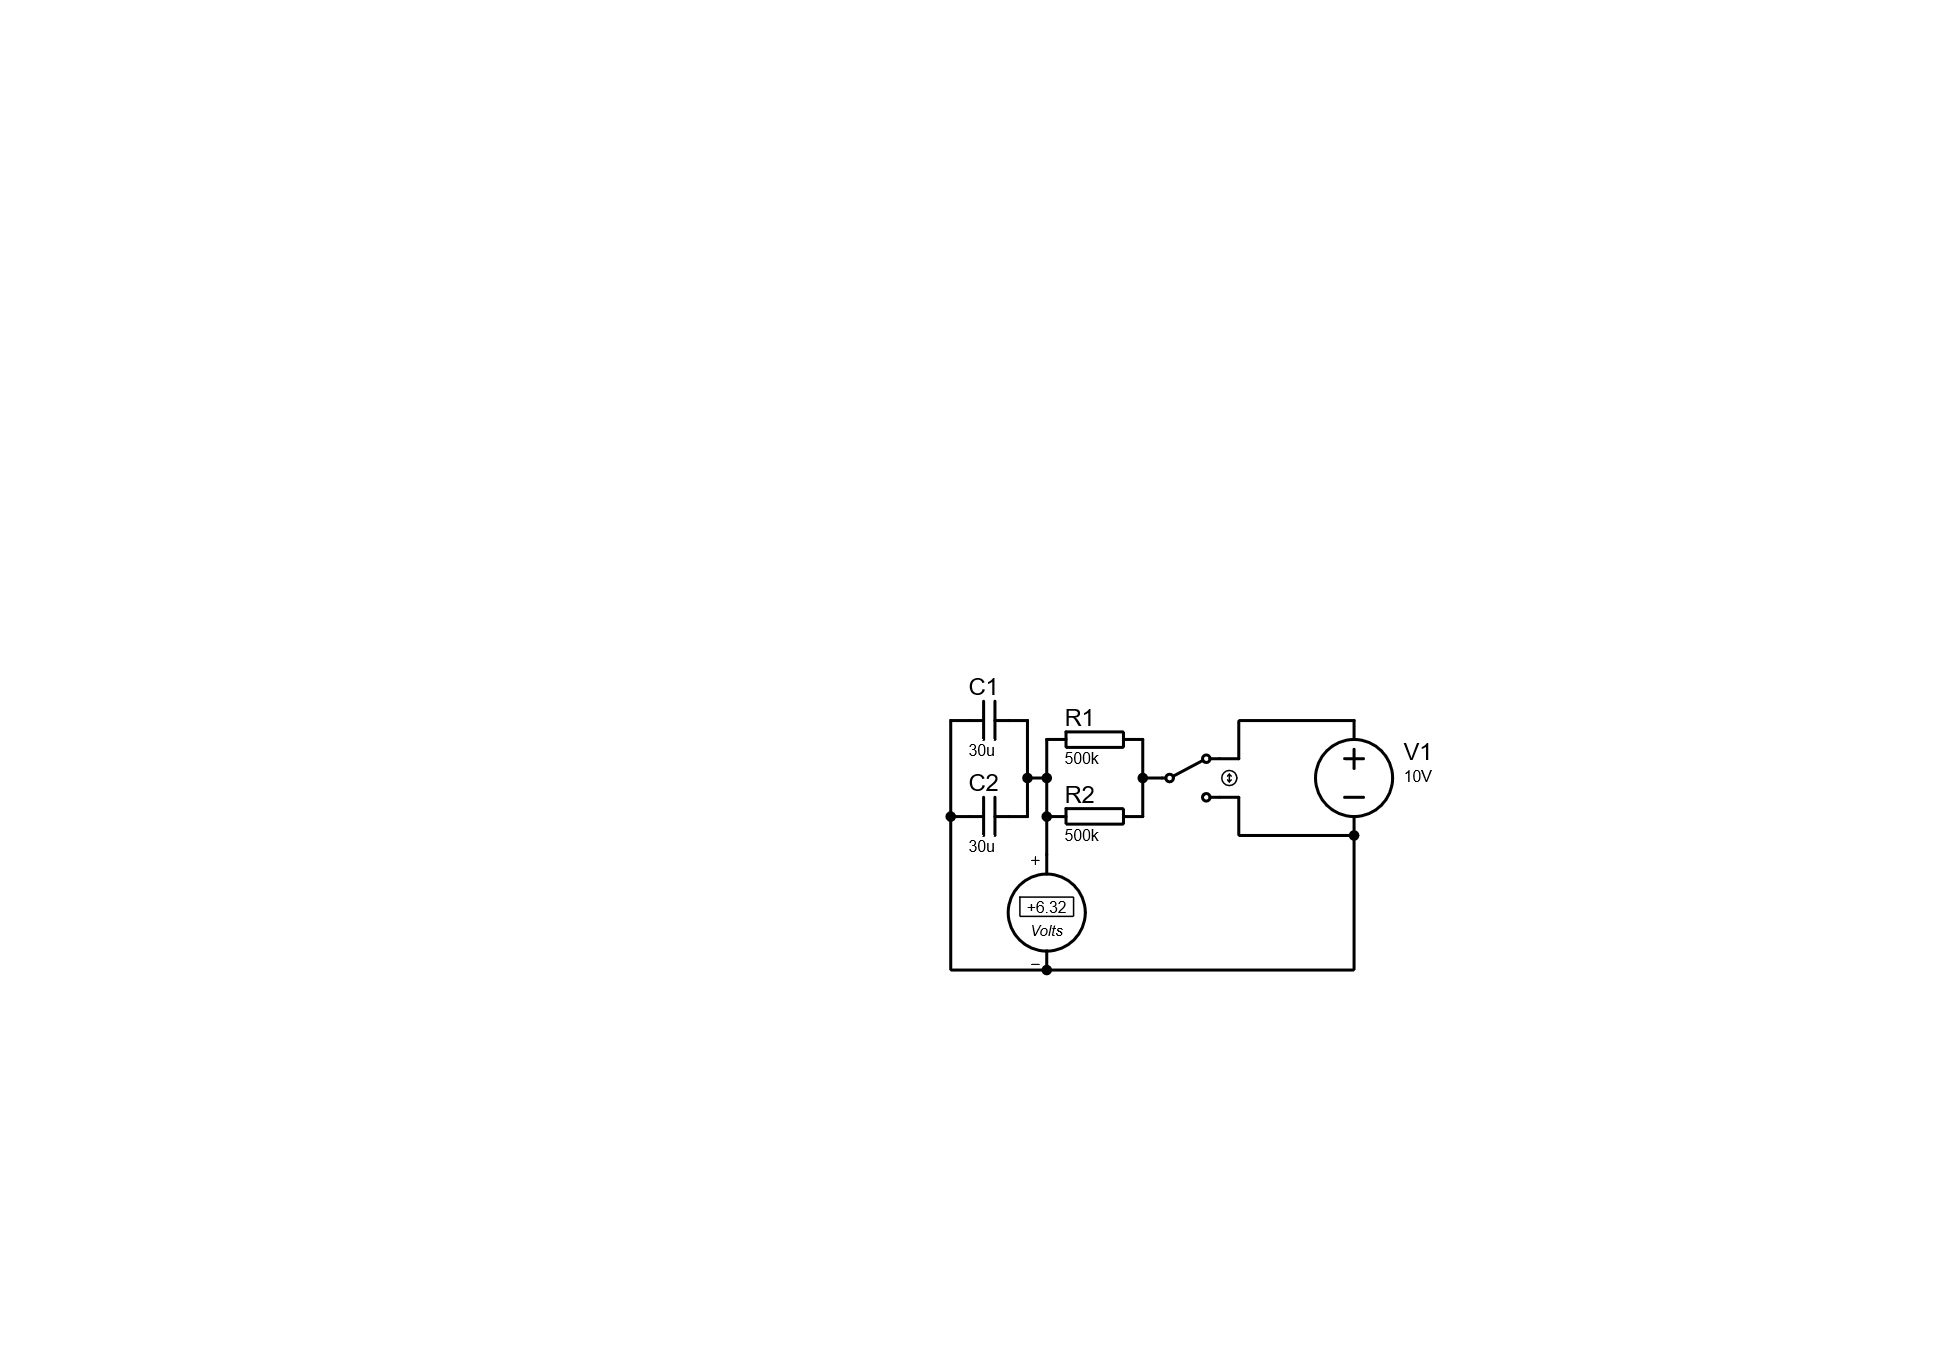 C1
30u
C2
30u
R1
500k
R2
500k
+
+6.32
Volts
−
V1
10V